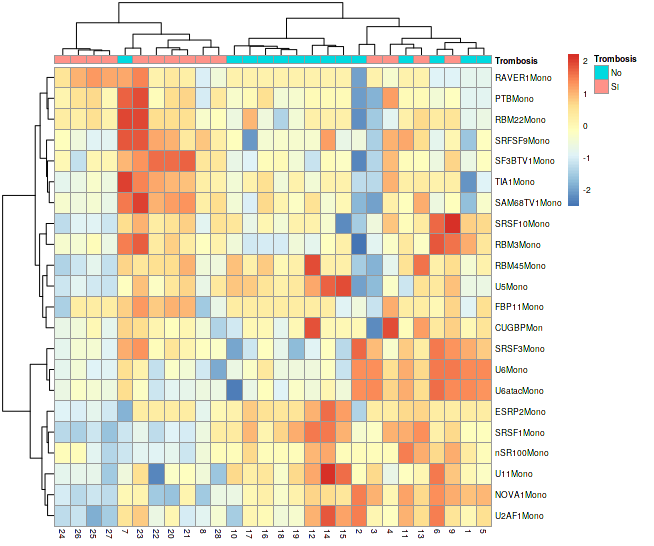 Trombosis
RAVER1Mono
PTBMono
RBM22Mono
SRFSF9Mono
SF3BTV1Mono
TIA1Mono
SAM68TV1Mono
SRSF10Mono
RBM3Mono
RBM45Mono
U5Mono
FBP11Mono
CUGBPMon
SRSF3Mono
U6Mono
U6atacMono
ESRP2Mono
SRSF1Mono
nSR100Mono
U11Mono
NOVA1Mono
U2AF1Mono
24 26 25 27 7 23 22 20 21 8 28 10 17 16 18 19 12 14 15 2 3 4 11 13 6 9 1 5
2
1
0
-1
-2
Trombosis
No
SI